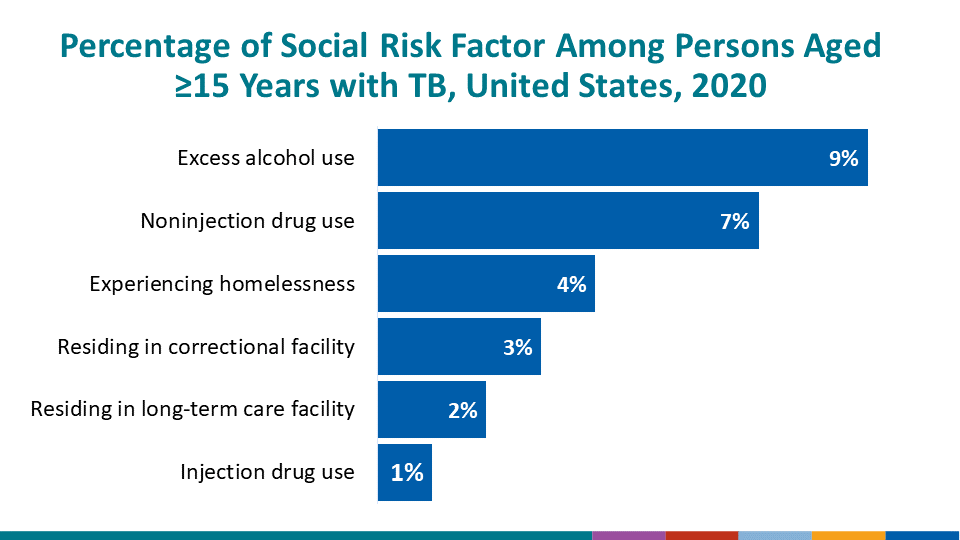 Percentage of Social Risk Factor Among Persons Aged
≥15 Years with TB, United States, 2020
Excess alcohol use 9%
Noninjection drug use 7%
Experiencing homelessness 4%
Residing in correctional facility 3%
Residing in long-term care facility 2%
Injection drug use 1%